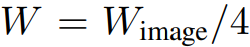 W = W_image/4